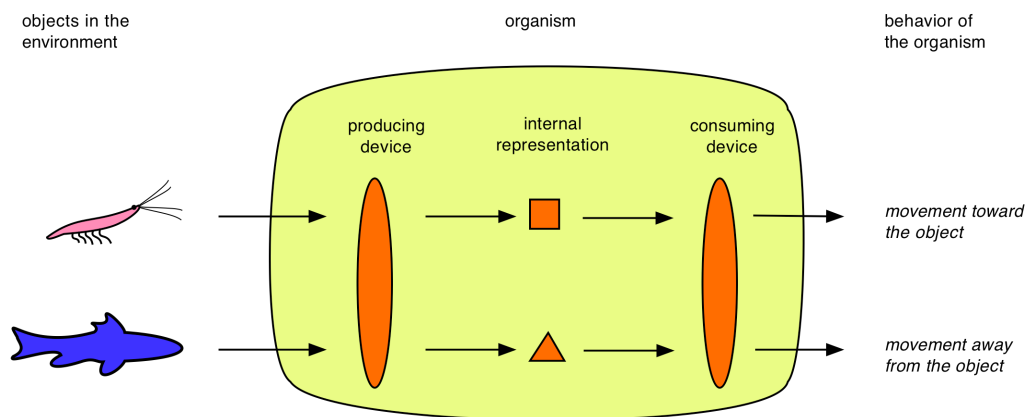 objects in the
environment
organism
behavior of
the organism
producing
device
internal
representation
consuming
device
movement toward
the object
movement away
from the object